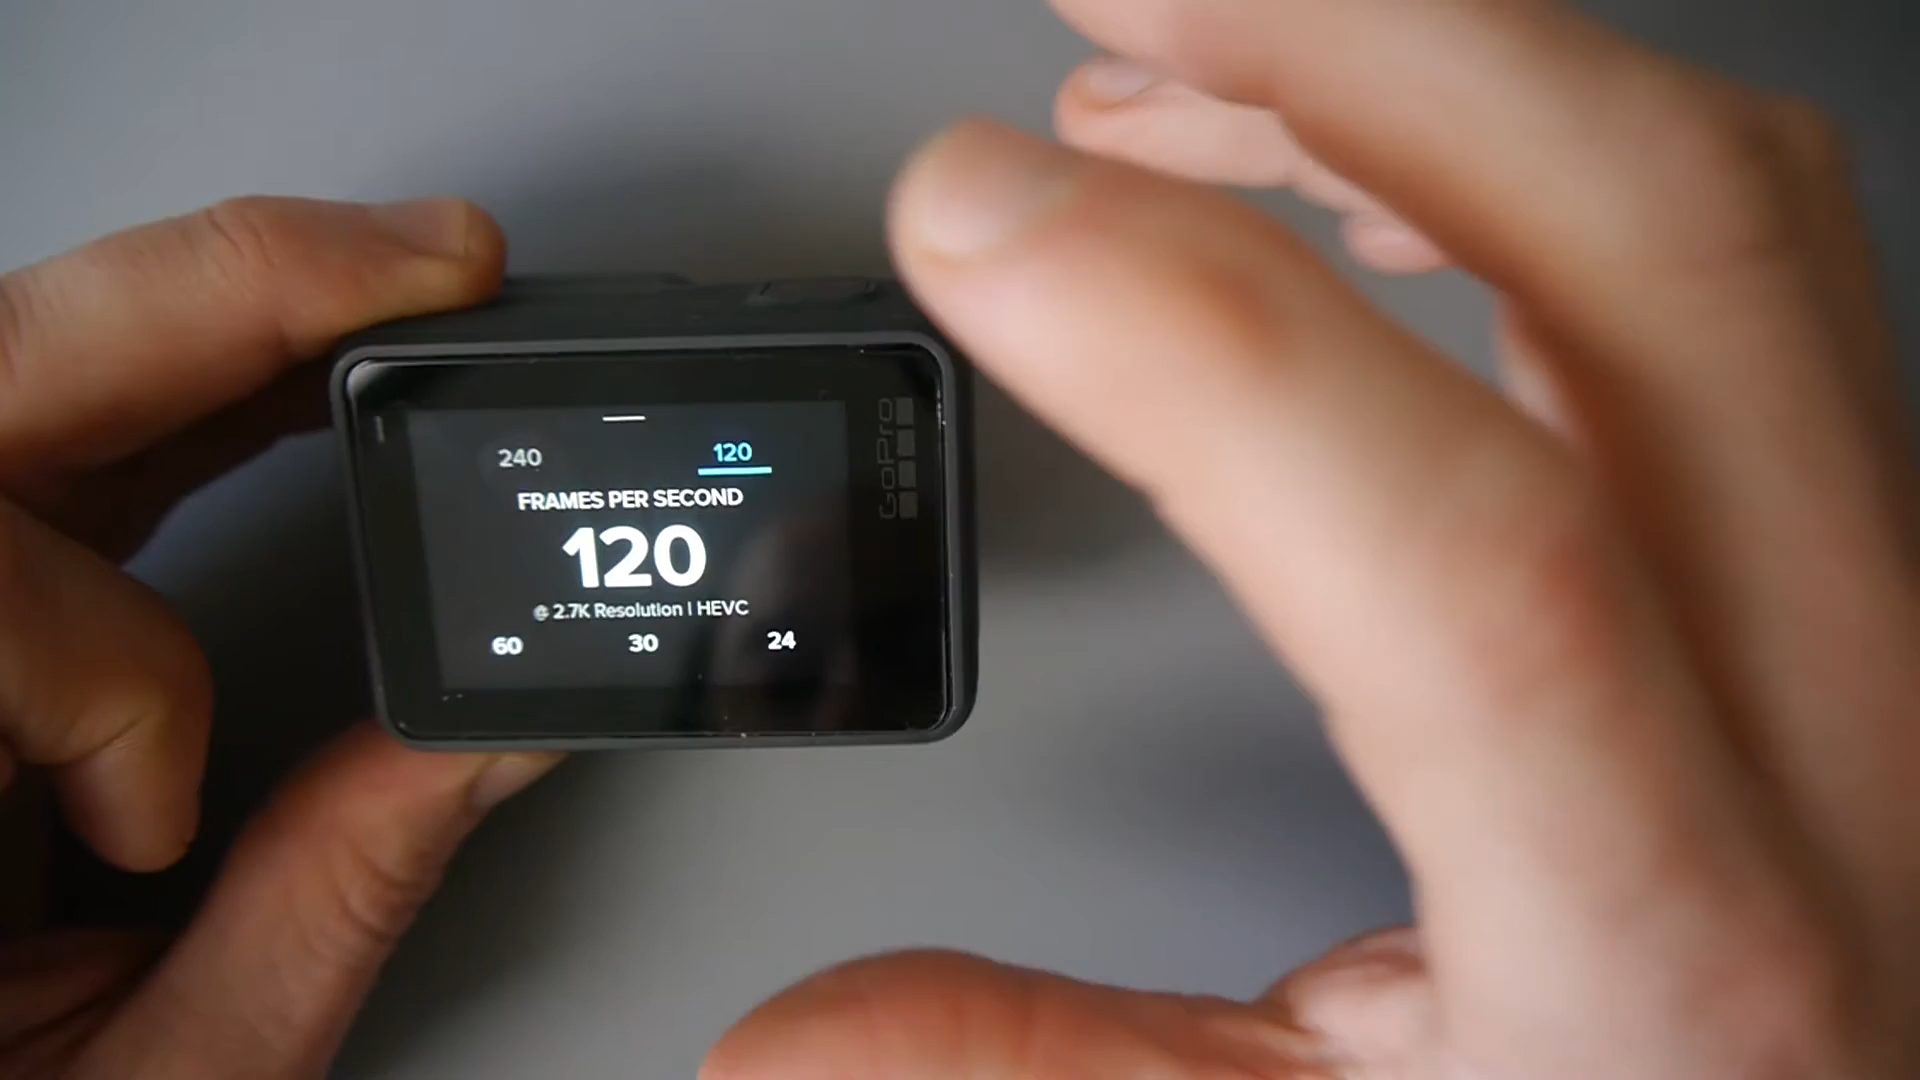 240 120
FRAMES PER SECOND
120
@ 2.7K Resolution | HEVC
60 30 24
GoPro